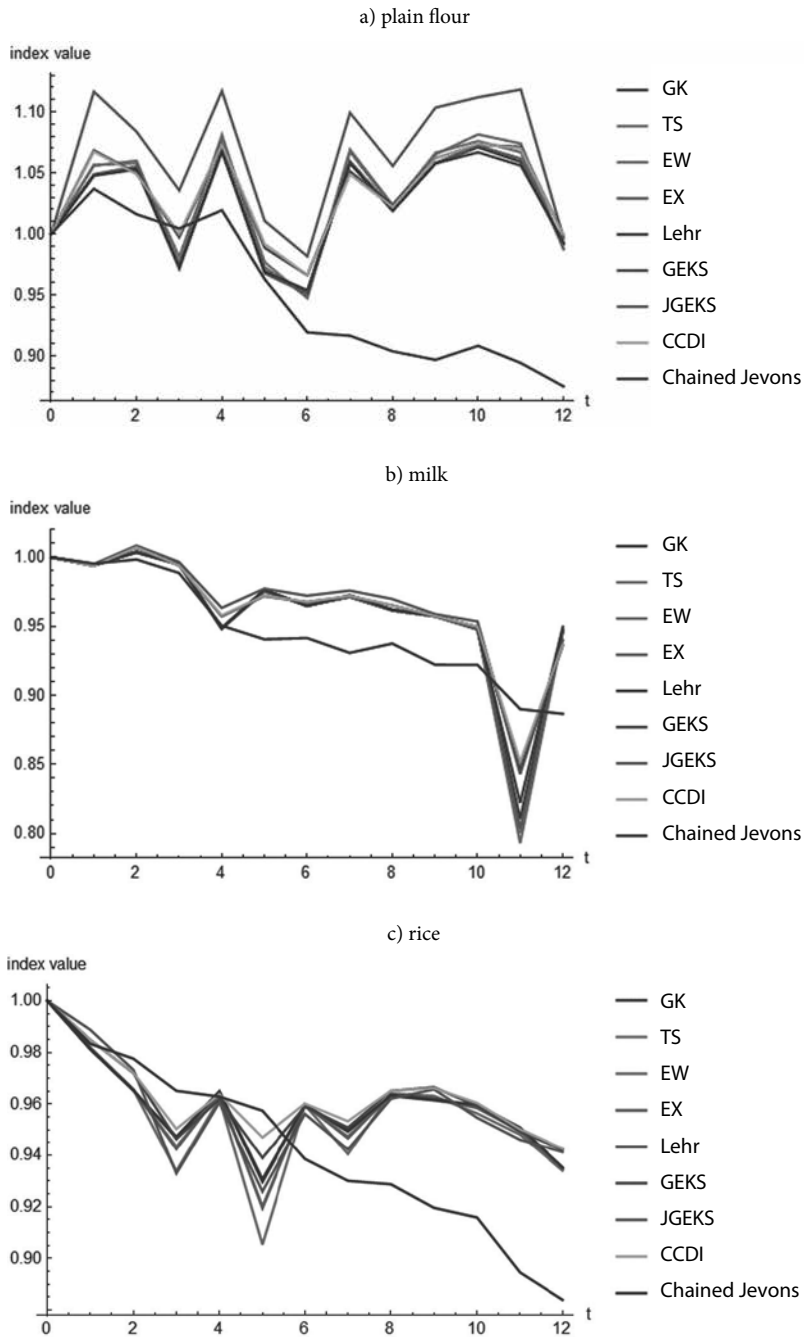 a) plain flour
index value
1.10
1.05
1.00
0.95
0.90
0 2 4 6 8 10 12 t
GK
TS
EW
EX
Lehr
GEKS
JGEKS
CCDI
Chained Jevons
b) milk
index value
1.00
0.95
0.90
0.85
0.80
0 2 4 6 8 10 12 t
GK
TS
EW
EX
Lehr
GEKS
JGEKS
CCDI
Chained Jevons
c) rice
index value
1.00
0.98
0.96
0.94
0.92
0.90
0 2 4 6 8 10 12 t
GK
TS
EW
EX
Lehr
GEKS
JGEKS
CCDI
Chained Jevons